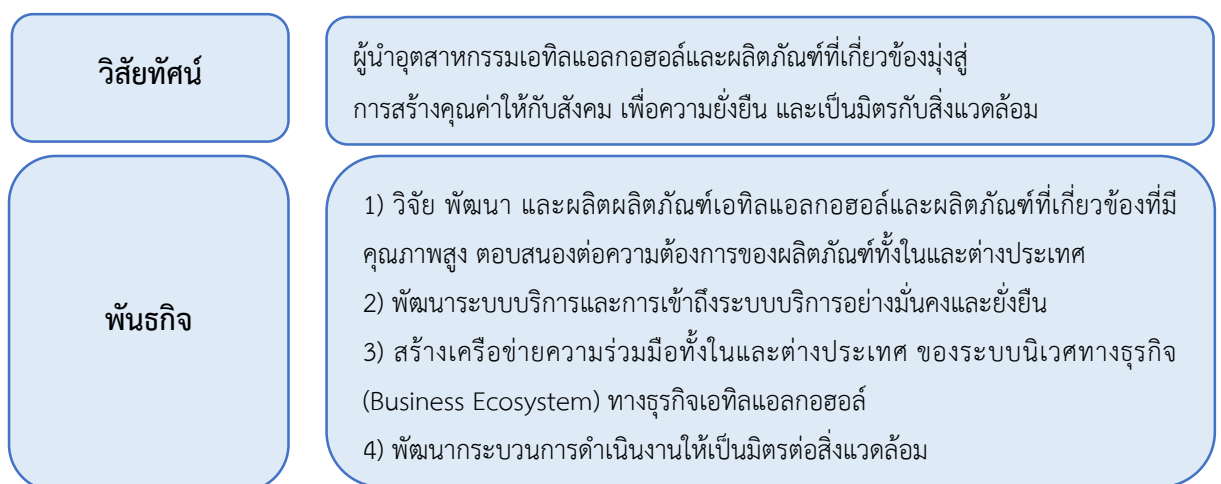 วิสัยทัศน์
ผู้นำอุตสาหกรรมเอทิลแอลกอฮอล์และผลิตภัณฑ์ที่เกี่ยวข้องมุ่งสู่
การสร้างคุณค่าให้กับสังคม เพื่อความยั่งยืน และเป็นมิตรกับสิ่งแวดล้อม
พันธกิจ
1) วิจัย พัฒนา และผลิตผลิตภัณฑ์เอทิลแอลกอฮอล์และผลิตภัณฑ์ที่เกี่ยวข้องที่มี
คุณภาพสูง ตอบสนองต่อความต้องการของผลิตภัณฑ์ทั้งในและต่างประเทศ
2) พัฒนาระบบบริการและการเข้าถึงระบบบริการอย่างมั่นคงและยั่งยืน
3) สร้างเครือข่ายความร่วมมือทั้งในและต่างประเทศ ของระบบนิเวศทางธุรกิจ
(Business Ecosystem) ทางธุรกิจเอทิลแอลกอฮอล์
4) พัฒนากระบวนการดำเนินงานให้เป็นมิตรต่อสิ่งแวดล้อม